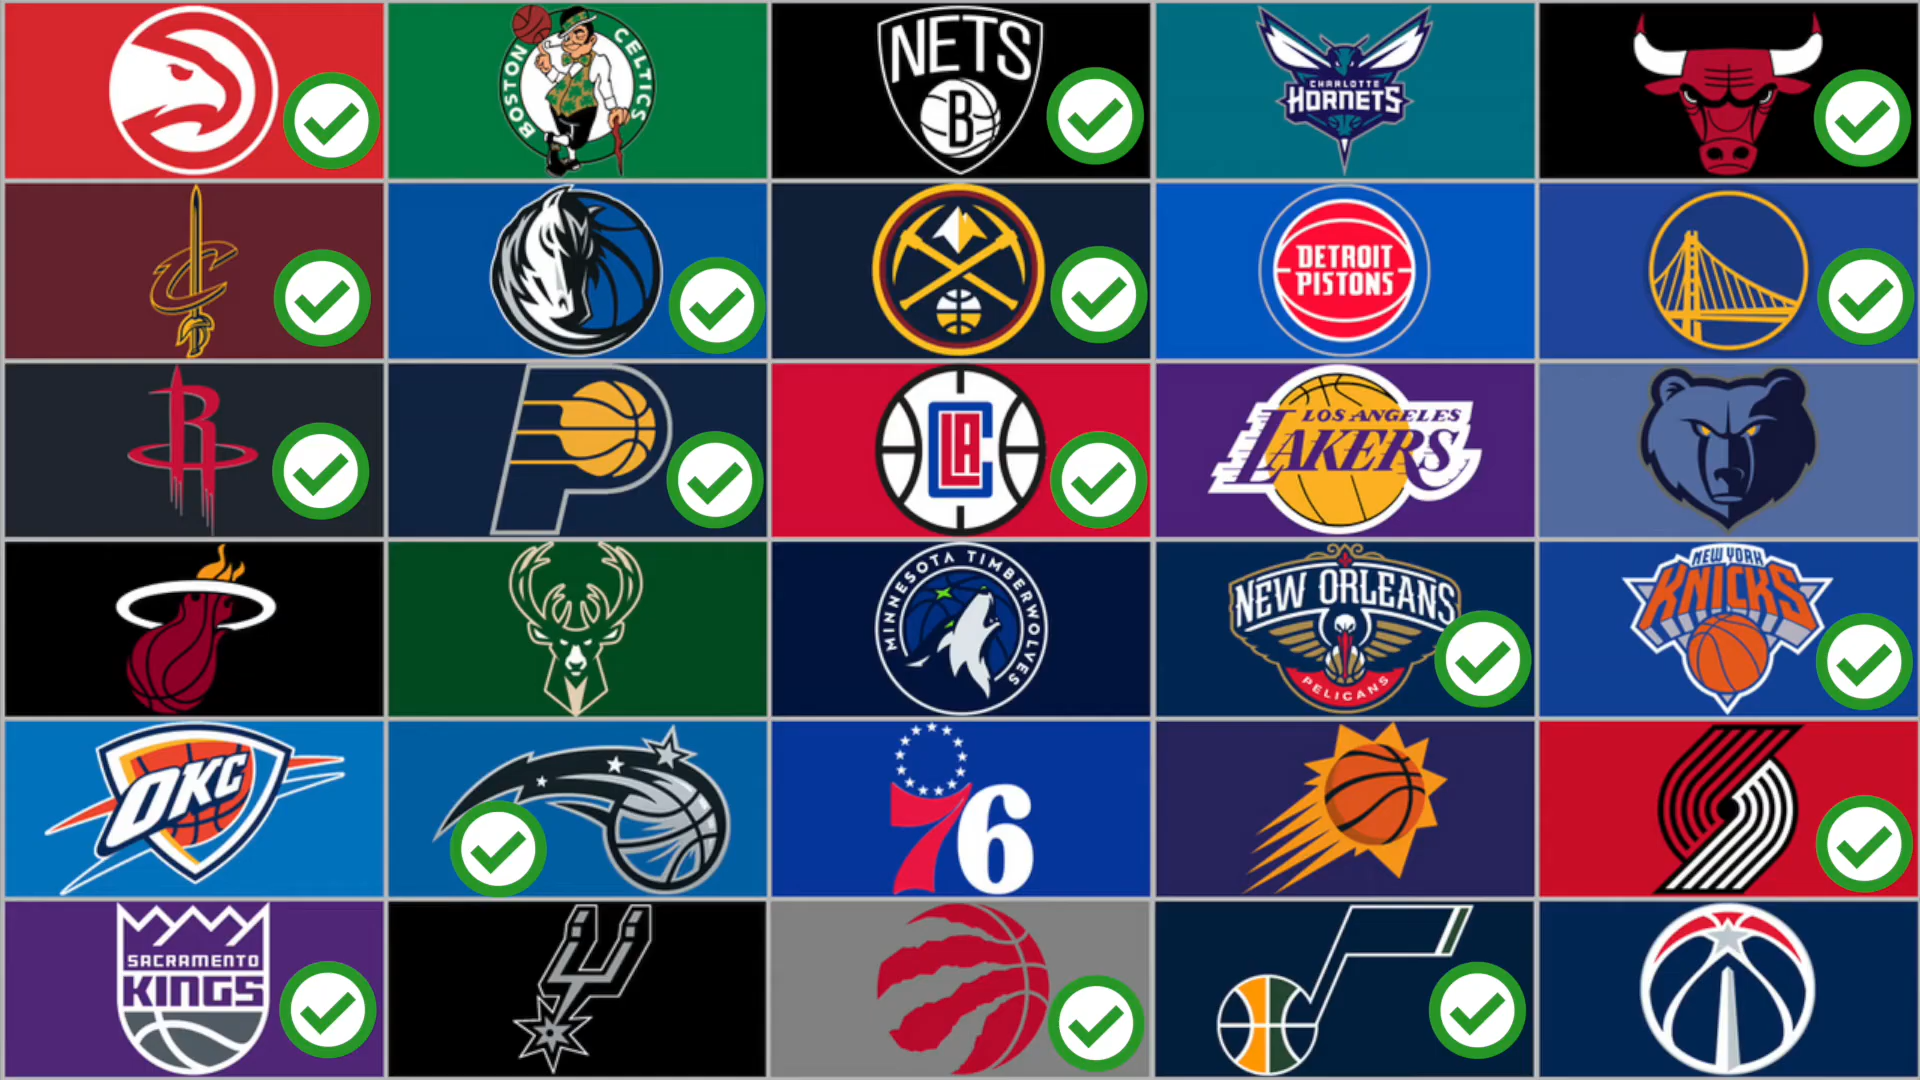 BOSTON
CELTICS
NETS
B
CHARLOTTE
HORNETS
C
DETROIT
PISTONS
R
P
LA
LOS ANGELES
LAKERS
MINNESOTA TIMBERWOLVES
NEW ORLEANS
PELICANS
NEW YORK
KNICKS
OKC
76
SACRAMENTO
KINGS